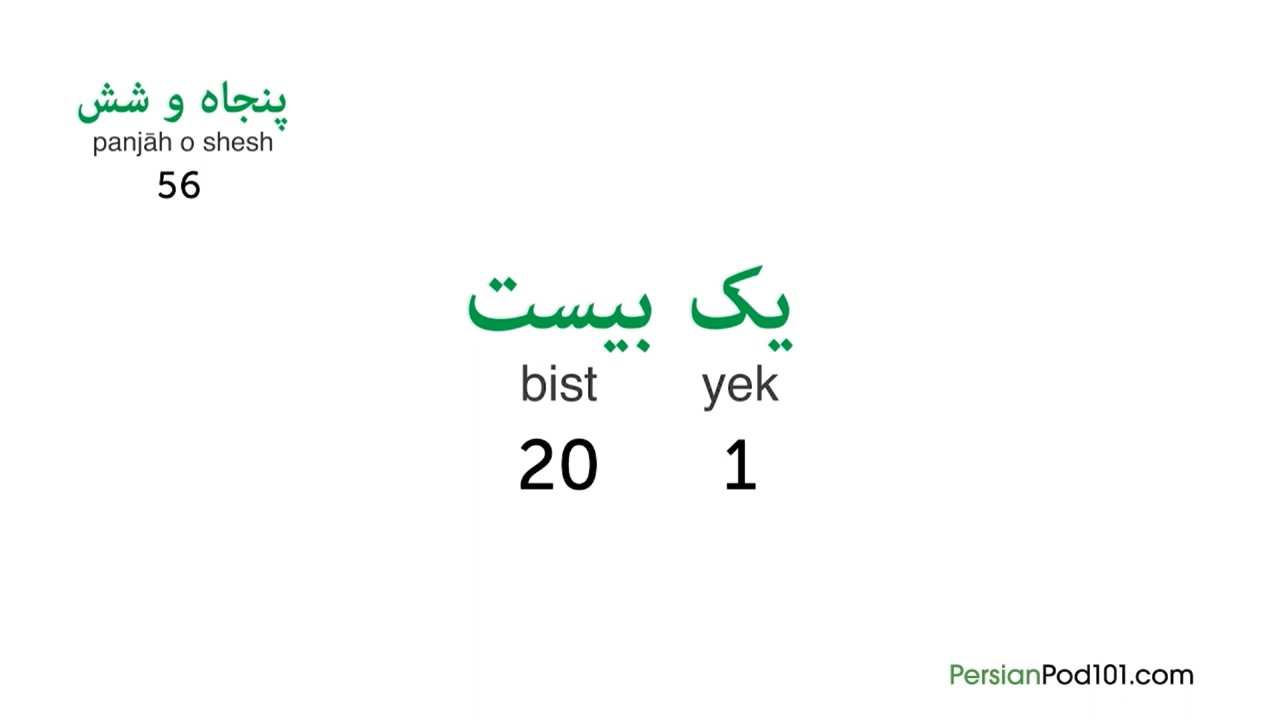 پنجاه و شش
panjāh o shesh
56
یک بیست
bist yek
20 1
PersianPod101.com